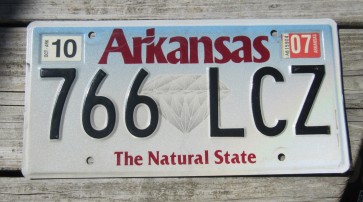 10 Arkansas 07
766 LCZ
The Natural State